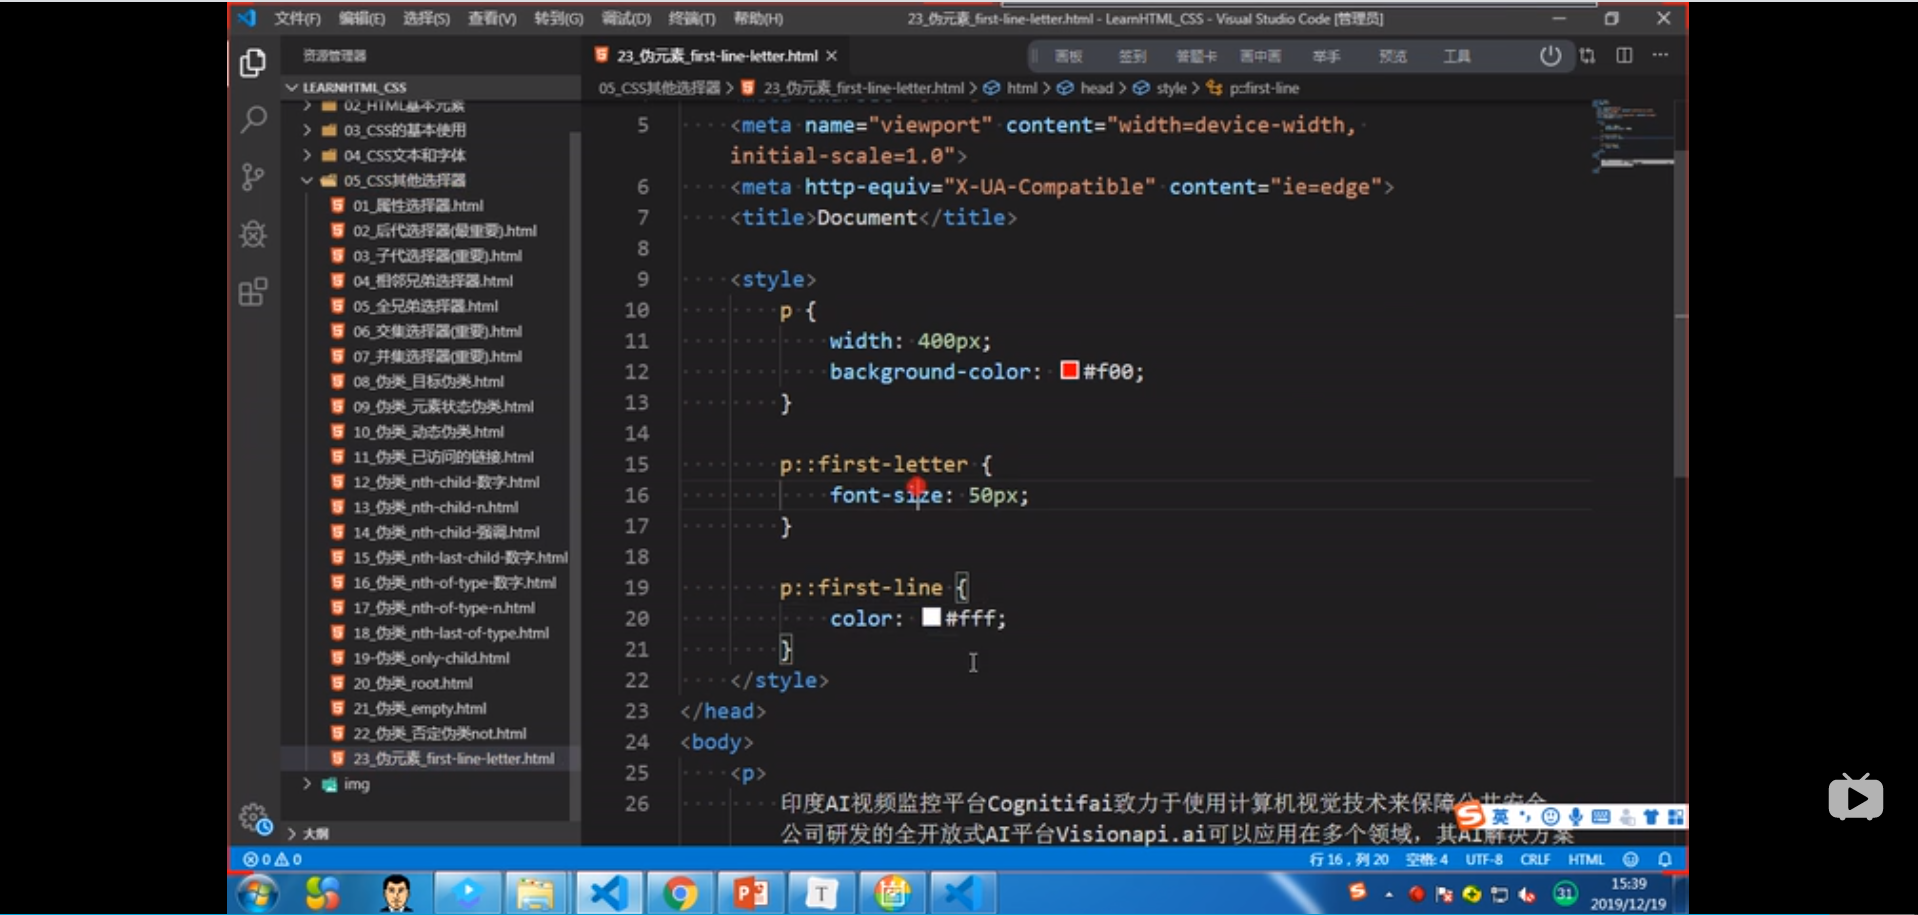 文件(F) 编辑(E) 选择(S) 查看(V) 转到(G) 调试(D) 终端(T) 帮助(H) 23_伪元素_first-line-letter.html - LearnHTML_CSS - Visual Studio Code [管理员]
资源管理器
23_伪元素_first-line-letter.html
画板 签到 答题卡 画中画 举手 预览 工具
LEARNHTML_CSS
05_CSS其他选择器 > 23_伪元素_first-line-letter.html > html > head > style > p::first-line
02_HTML基本元素
03_CSS的基本使用
04_CSS文本和字体
05_CSS其他选择器
01_属性选择器.html
02_后代选择器(最重要).html
03_子代选择器(重要).html
04_相邻兄弟选择器.html
05_全兄弟选择器.html
06_交集选择器(重要).html
07_并集选择器(重要).html
08_伪类_目标伪类.html
09_伪类_元素状态伪类.html
10_伪类_动态伪类.html
11_伪类_已访问的链接.html
12_伪类_nth-child-数字.html
13_伪类_nth-child-n.html
14_伪类_nth-child-强调.html
15_伪类_nth-last-child-数字.html
16_伪类_nth-of-type-数字.html
17_伪类_nth-of-type-n.html
18_伪类_nth-last-of-type.html
19-伪类_only-child.html
20_伪类_root.html
21_伪类_empty.html
22_伪类_否定伪类not.html
23_伪元素_first-line-letter.html
img
大纲
5 <meta name="viewport" content="width=device-width,
initial-scale=1.0">
6 <meta http-equiv="X-UA-Compatible" content="ie=edge">
7 <title>Document</title>
8
9 <style>
10 p {
11 width: 400px;
12 background-color: #f00;
13 }
14
15 p::first-letter {
16 font-size: 50px;
17 }
18
19 p::first-line {
20 color: #fff;
21 }
22 </style>
23 </head>
24 <body>
25 <p>
26 印度AI视频监控平台Cognitifai致力于使用计算机视觉技术来保障公共安全
公司研发的全开放式AI平台Visionapi.ai可以应用在多个领域，其AI解决方案
英
0 0 行 16，列 20 空格: 4 UTF-8 CRLF HTML
31
15:39
2019/12/19